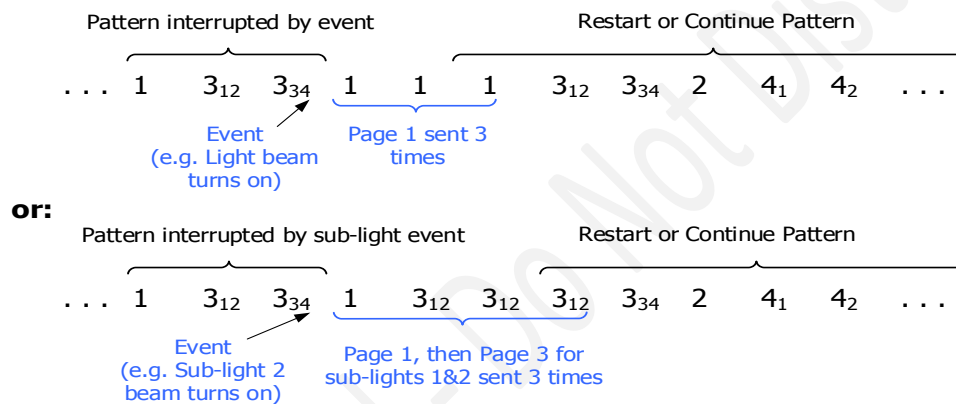 Pattern interrupted by event Restart or Continue Pattern
. . . 1 3₁₂ 3₃₄ 1 1 1 3₁₂ 3₃₄ 2 4₁ 4₂ . . .
Event Page 1 sent 3
(e.g. Light beam times
turns on)
or:
Pattern interrupted by sub-light event Restart or Continue Pattern
. . . 1 3₁₂ 3₃₄ 1 3₁₂ 3₁₂ 3₁₂ 3₃₄ 2 4₁ 4₂ . . .
Event Page 1, then Page 3 for
(e.g. Sub-light 2 sub-lights 1&2 sent 3 times
beam turns on)
Do Not